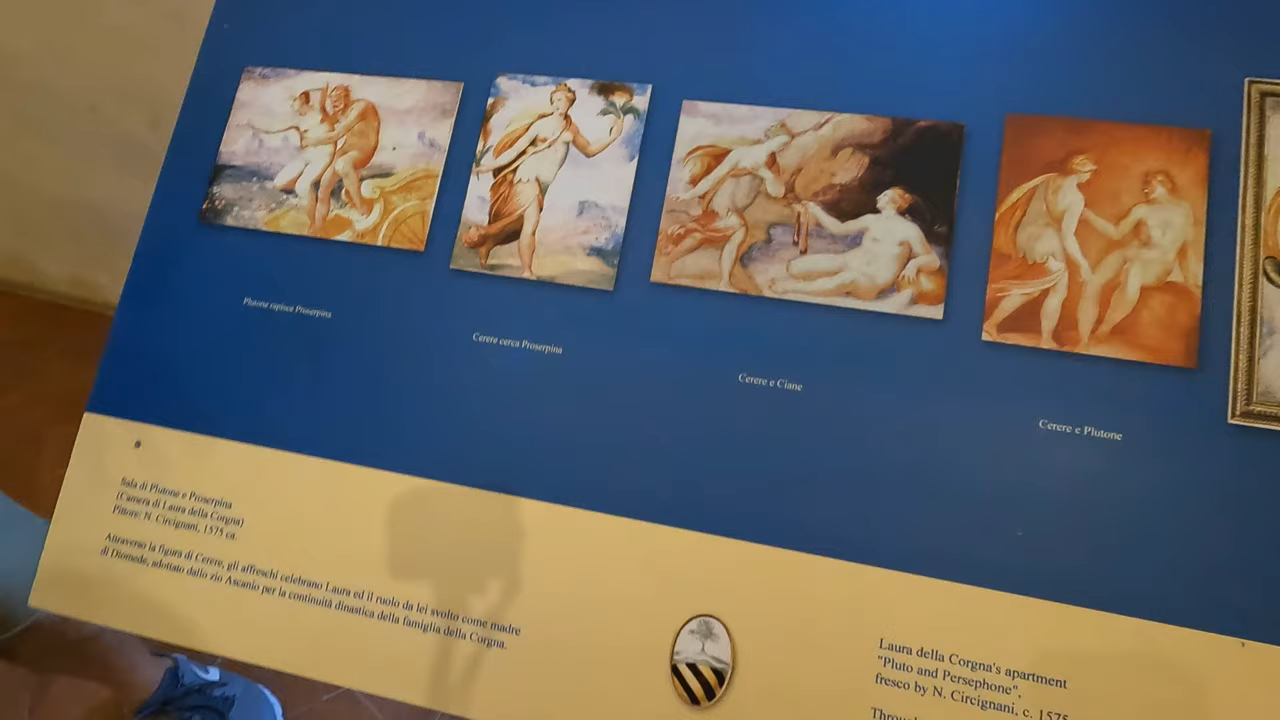 Plutone rapisce Proserpina
Cerere cerca Proserpina
Cerere e Ciane
Cerere e Plutone
Sala di Plutone e Proserpina
(Camera di Laura della Corgna)
Pittore: N. Circignani, 1575 ca.
Attraverso la figura di Cerere, gli affreschi celebrano Laura ed il ruolo da lei svolto come madre
di Diomede, adottato dallo zio Ascanio per la continuità dinastica della famiglia della Corgna.
Laura della Corgna's apartment
"Pluto and Persephone",
fresco by N. Circignani, c. 1575